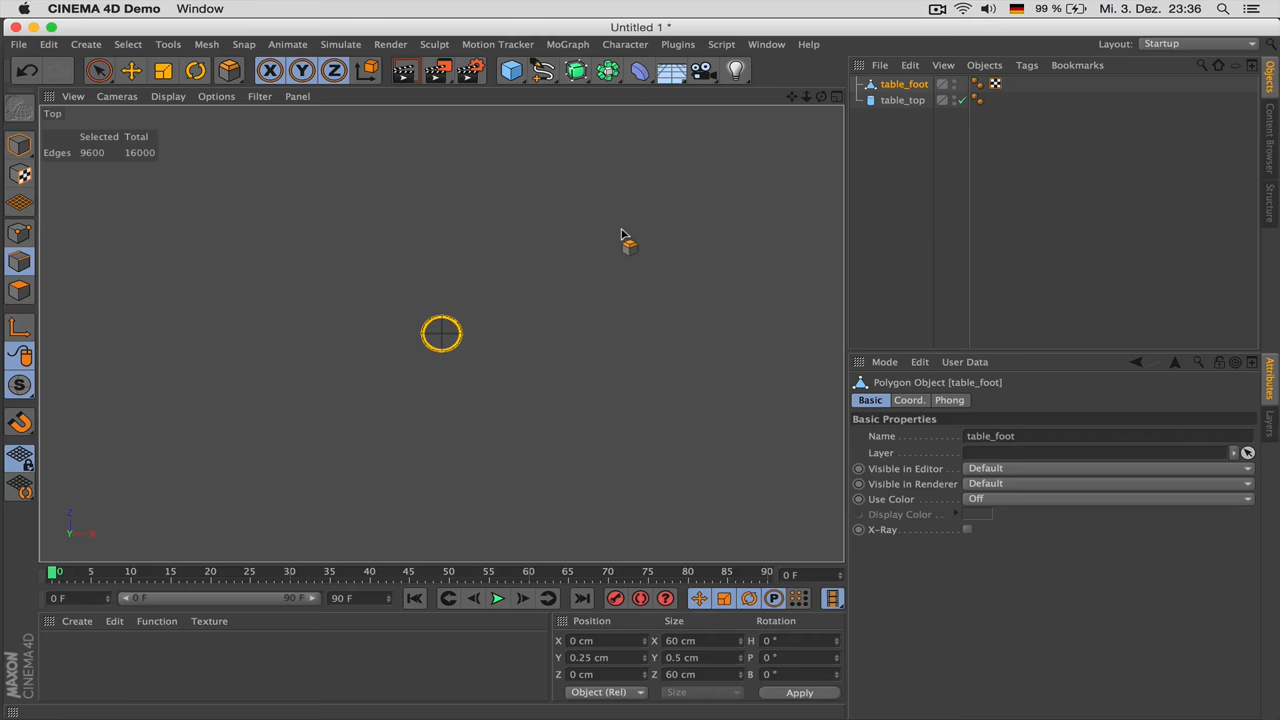 CINEMA 4D Demo Window 99 % Mi. 3. Dez. 23:36
Untitled 1 *
File Edit Create Select Tools Mesh Snap Animate Simulate Render Sculpt Motion Tracker MoGraph Character Plugins Script Window Help Layout: Startup
X Y Z
File Edit View Objects Tags Bookmarks
table_foot
table_top
View Cameras Display Options Filter Panel
Top
Selected Total
Edges 9600 16000
Z
Y X
Objects
Content Browser
Structure
Mode Edit User Data
Polygon Object [table_foot]
Basic Coord. Phong
Basic Properties
Name table_foot
Layer
Visible in Editor Default
Visible in Renderer Default
Use Color Off
Display Color
X-Ray
Attributes
Layers
0 5 10 15 20 25 30 35 40 45 50 55 60 65 70 75 80 85 90 0 F
0 F 0 F 90 F 90 F
Create Edit Function Texture
Position Size Rotation
X 0 cm X 60 cm H 0 °
Y 0.25 cm Y 0.5 cm P 0 °
Z 0 cm Z 60 cm B 0 °
Object (Rel) Size Apply
MAXON
CINEMA 4D